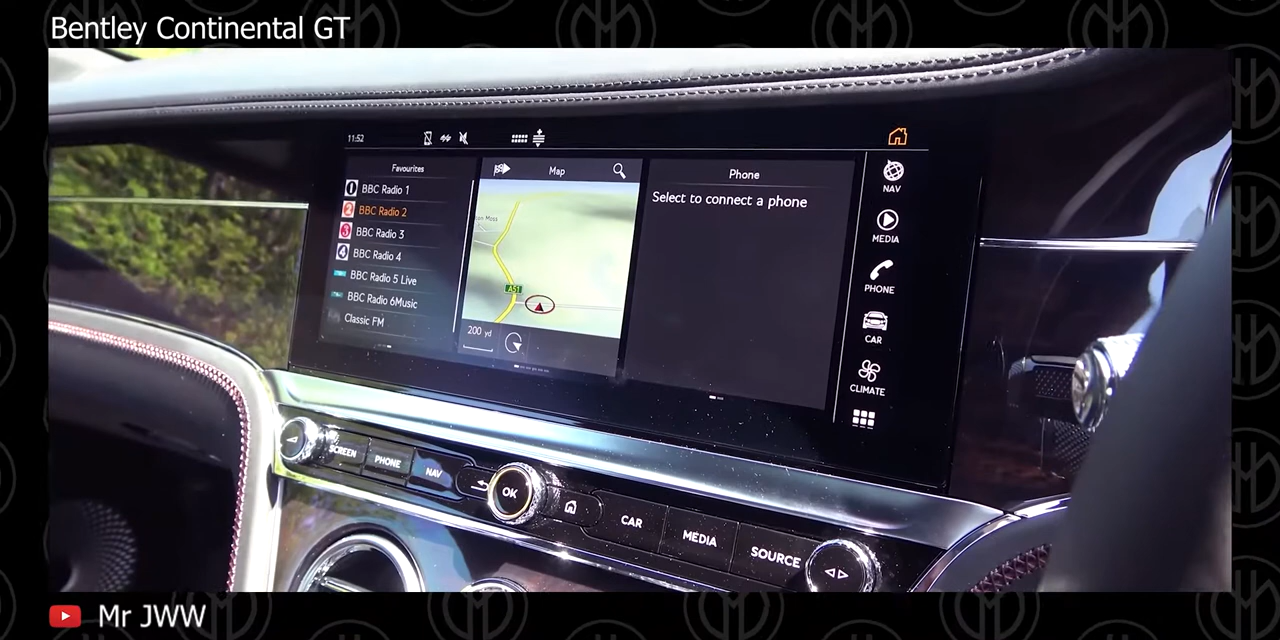 Bentley Continental GT
11:52
Favourites
BBC Radio 1
BBC Radio 2
BBC Radio 3
BBC Radio 4
BBC Radio 5 Live
BBC Radio 6Music
Classic FM
Map
A51
200 yd
Phone
Select to connect a phone
NAV
MEDIA
PHONE
CAR
CLIMATE
SCREEN
PHONE
NAV
OK
CAR
MEDIA
SOURCE
Mr JWW